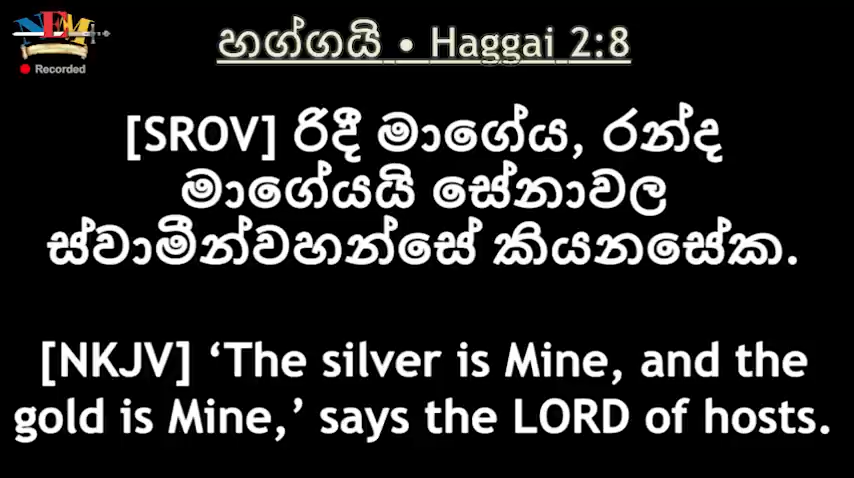 NEM
Recorded
හග්ගයි • Haggai 2:8
[SROV] රිදී මාගේය, රන්ද
මාගේයයි සේනාවල
ස්වාමීන්වහන්සේ කියනසේක.
[NKJV] ‘The silver is Mine, and the
gold is Mine,’ says the LORD of hosts.